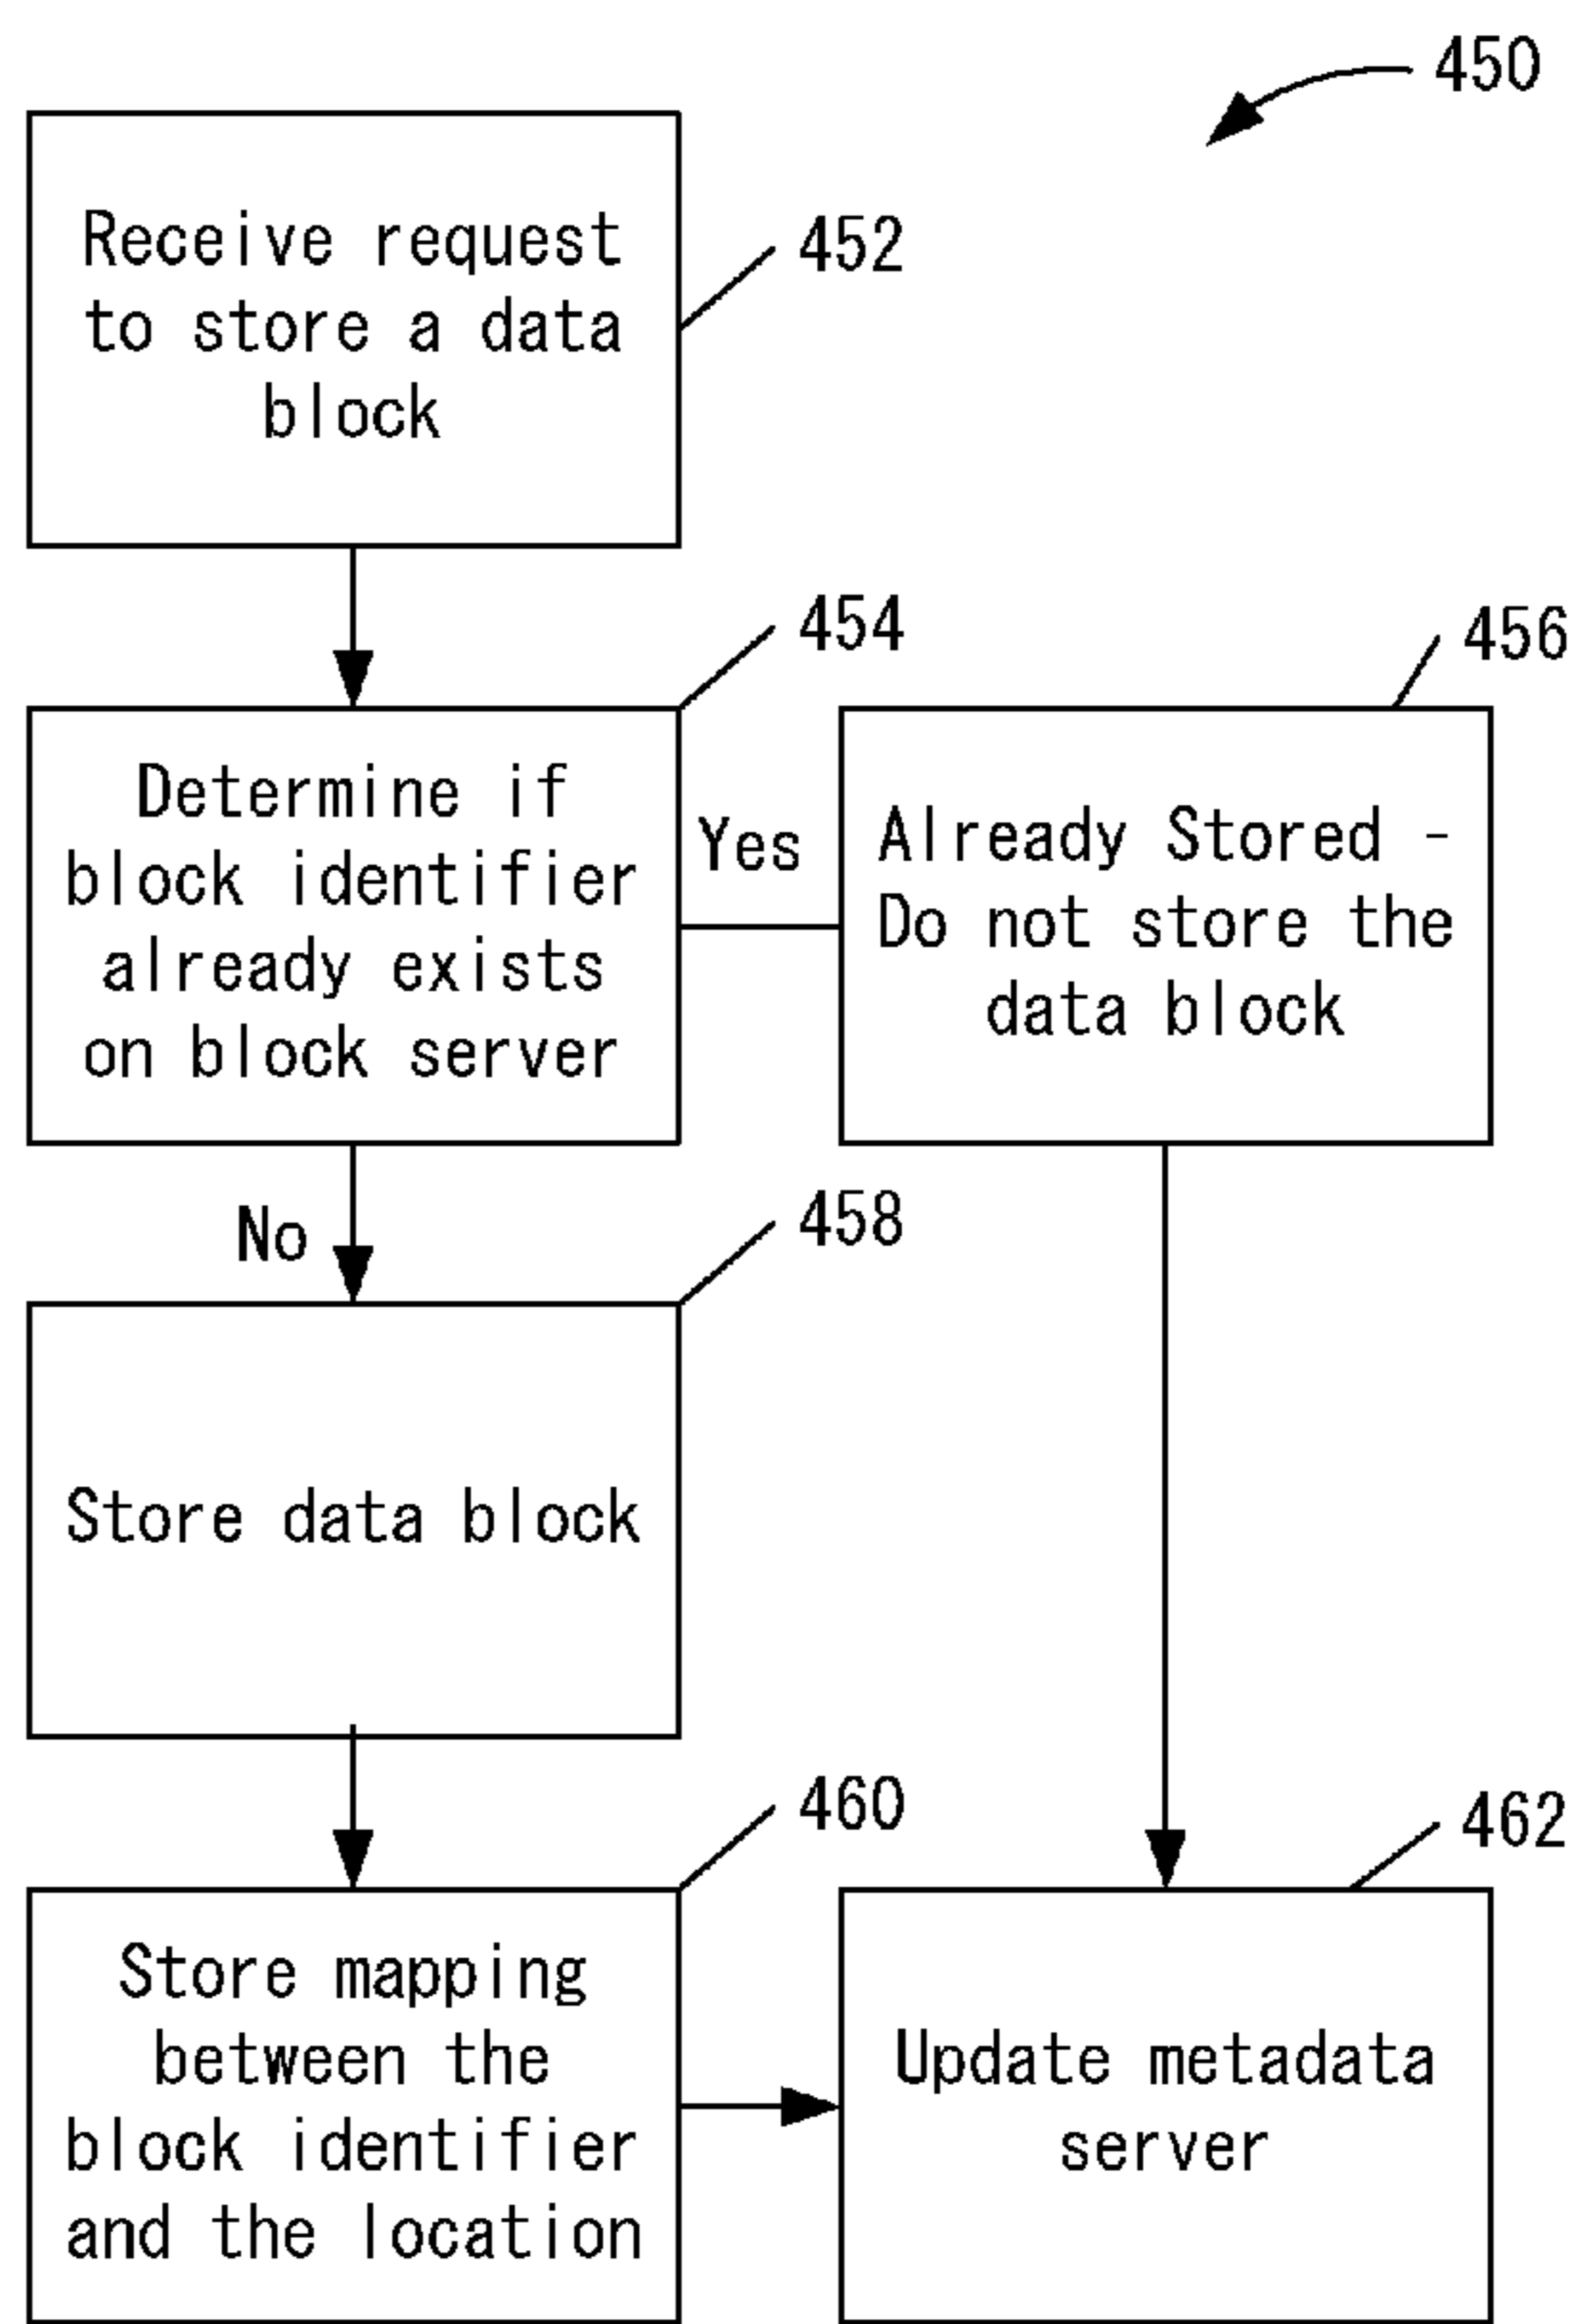 450
Receive request
to store a data
block
452
454
456
Determine if
block identifier
already exists
on block server
Yes
Already Stored -
Do not store the
data block
No
458
Store data block
460
462
Store mapping
between the
block identifier
and the location
Update metadata
server